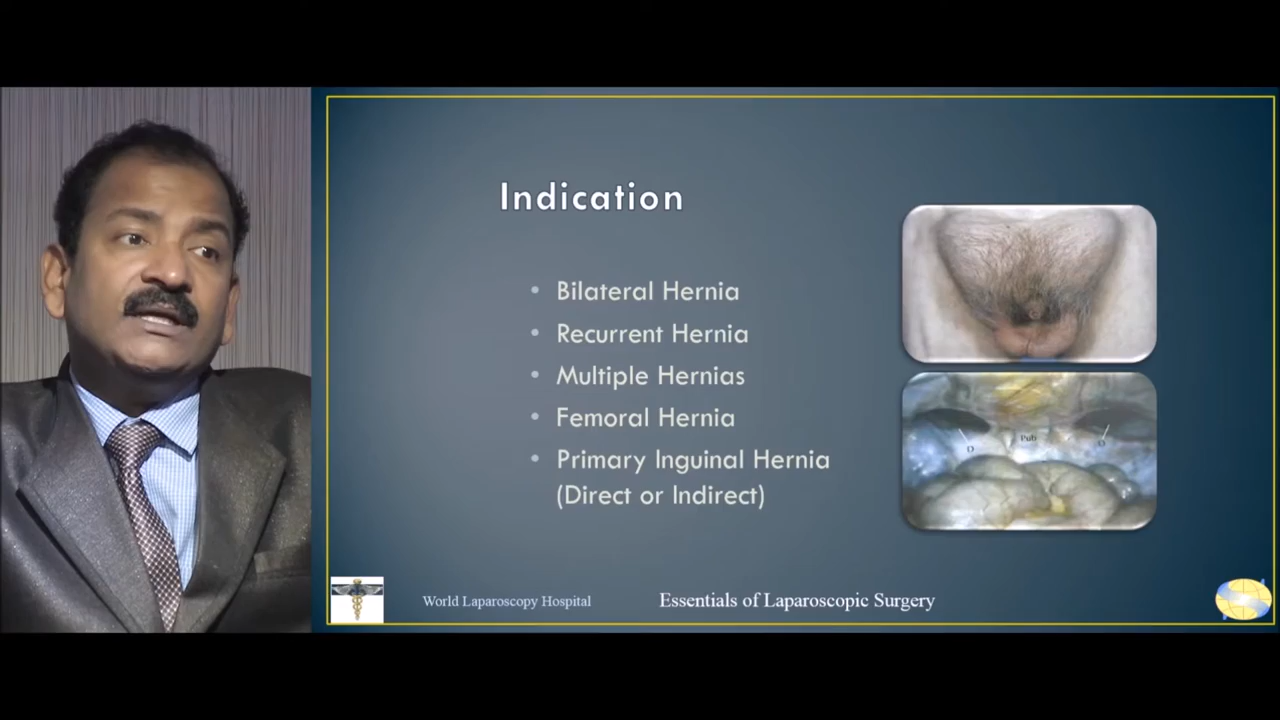 Indication
• Bilateral Hernia
• Recurrent Hernia
• Multiple Hernias
• Femoral Hernia
• Primary Inguinal Hernia
(Direct or Indirect)
Pub
D
D
World Laparoscopy Hospital
Essentials of Laparoscopic Surgery